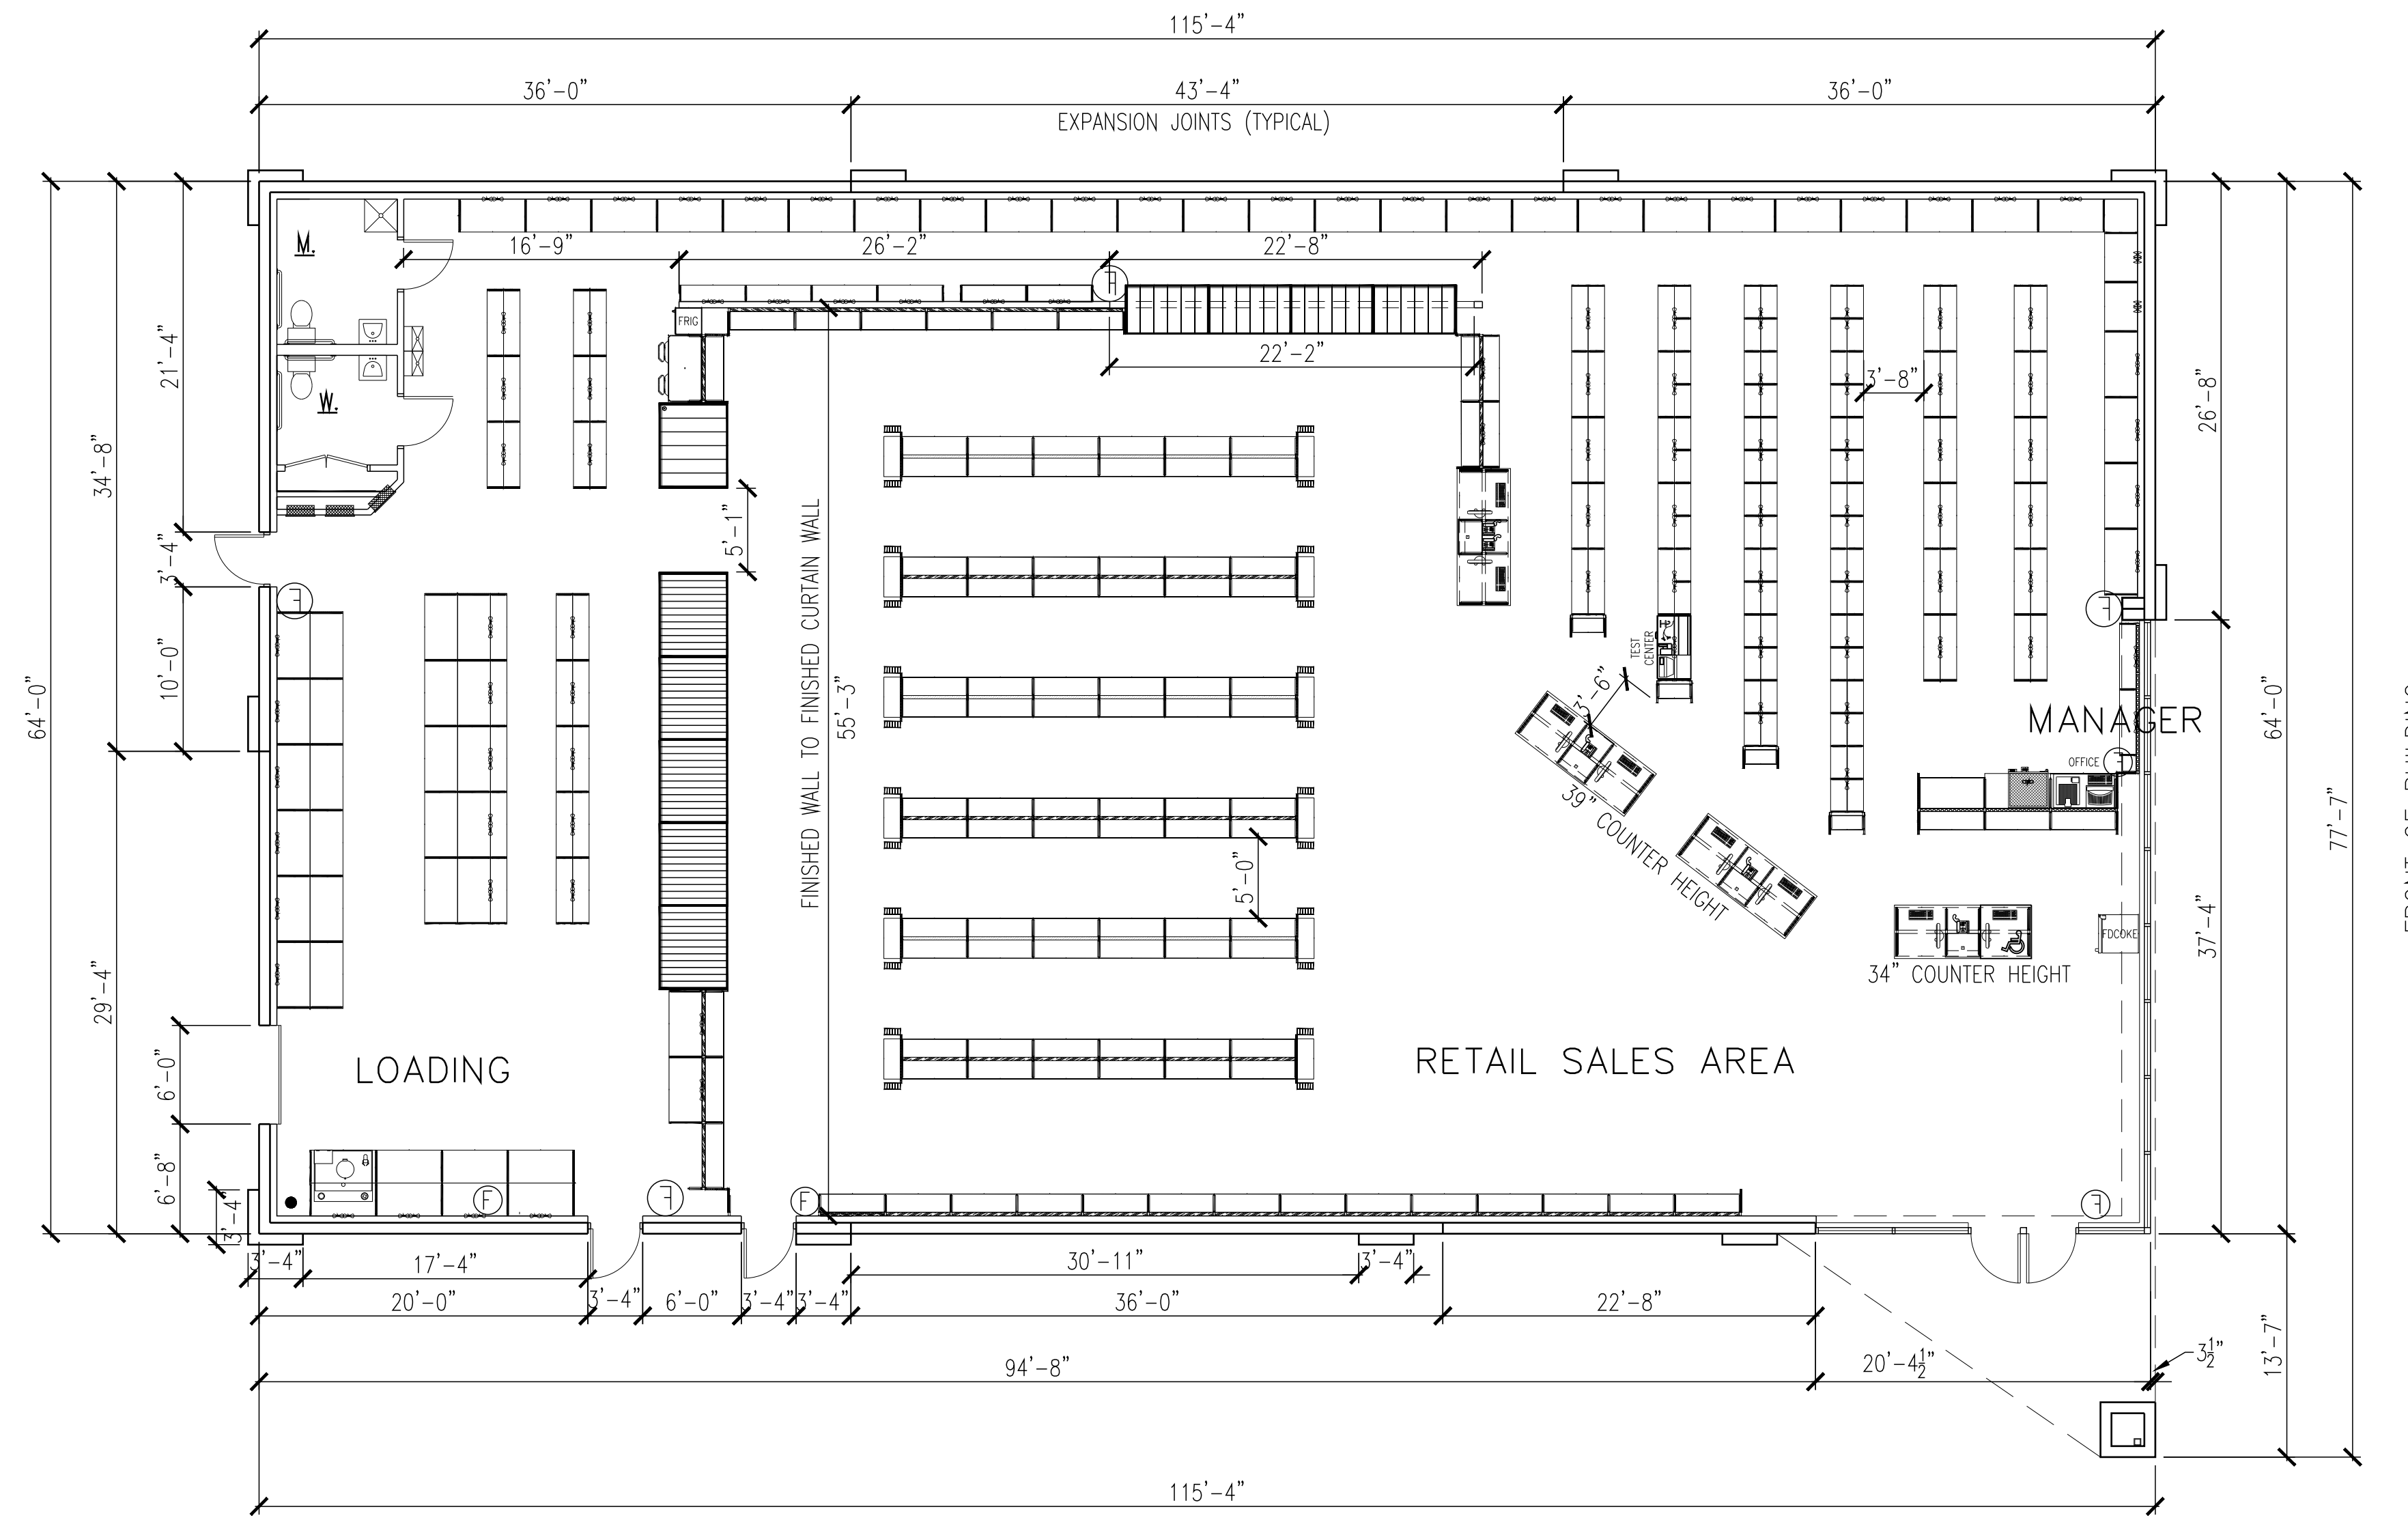 115'-4"
36'-0"
43'-4"
36'-0"
EXPANSION JOINTS (TYPICAL)
M.
16'-9"
26'-2"
22'-8"
F
FRIG
22'-2"
21'-4"
34'-8"
W.
3'-8"
26'-8"
5'-1"
3'-4"
F
10'-0"
64'-0"
FINISHED WALL TO FINISHED CURTAIN WALL
55'-3"
TEST
CENTER
3'-6"
F
MANAGER
OFFICE
F
64'-0"
77'-7"
39" COUNTER HEIGHT
5'-0"
FDCOKE
34" COUNTER HEIGHT
37'-4"
29'-4"
6'-0"
LOADING
RETAIL SALES AREA
6'-8"
3'-4"
F
F
F
F
3'-4"
17'-4"
30'-11"
3'-4"
20'-0"
3'-4"
6'-0"
3'-4"
3'-4"
36'-0"
22'-8"
94'-8"
20'-4½"
3½"
13'-7"
115'-4"